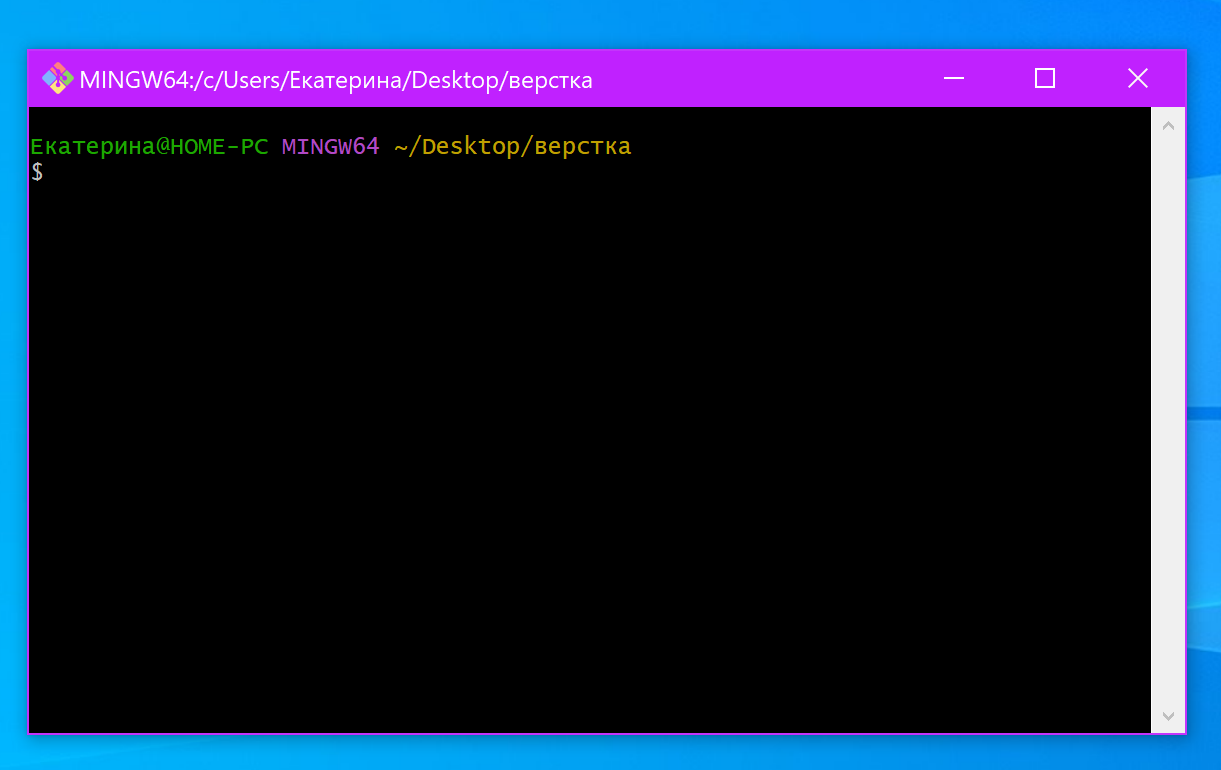 MINGW64:/c/Users/Екатерина/Desktop/верстка
Екатерина@HOME-PC MINGW64 ~/Desktop/верстка
$